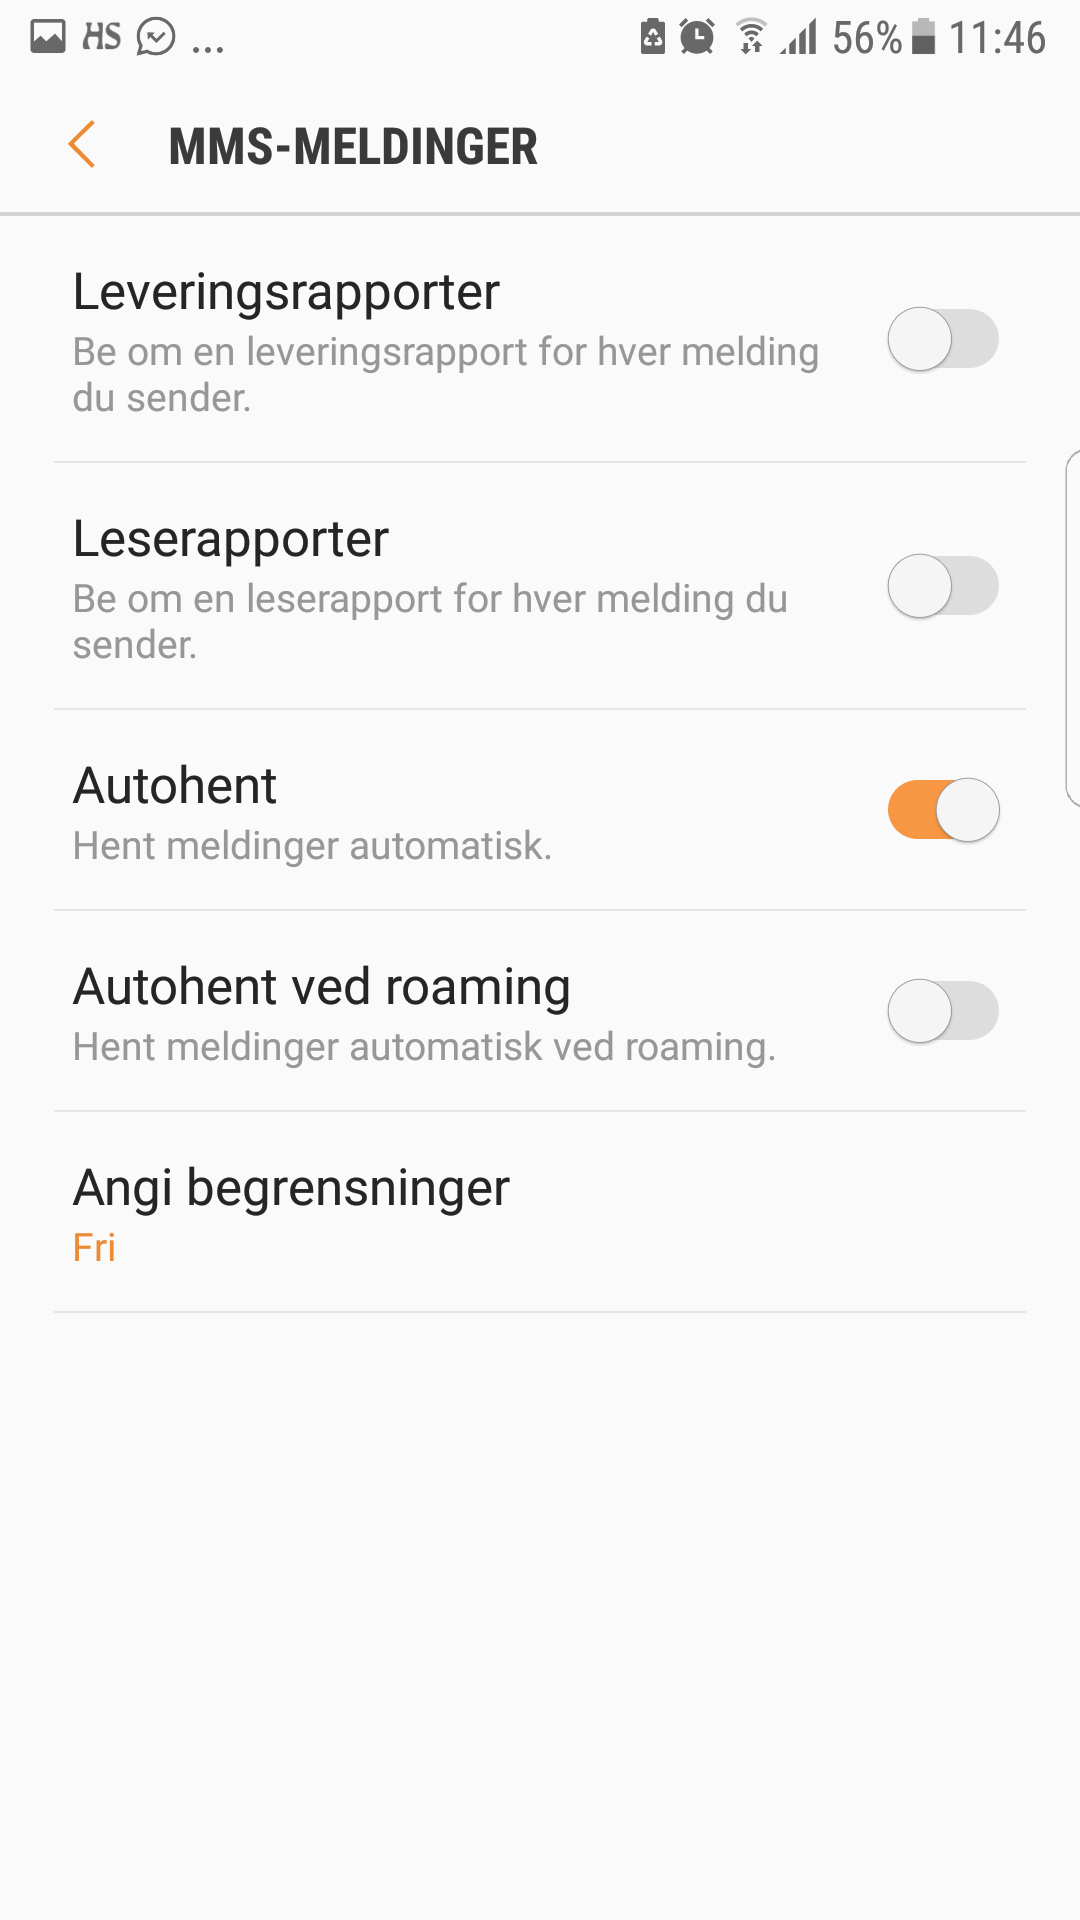 HS ... 56% 11:46
MMS-MELDINGER
Leveringsrapporter
Be om en leveringsrapport for hver melding
du sender.
Leserapporter
Be om en leserapport for hver melding du
sender.
Autohent
Hent meldinger automatisk.
Autohent ved roaming
Hent meldinger automatisk ved roaming.
Angi begrensninger
Fri